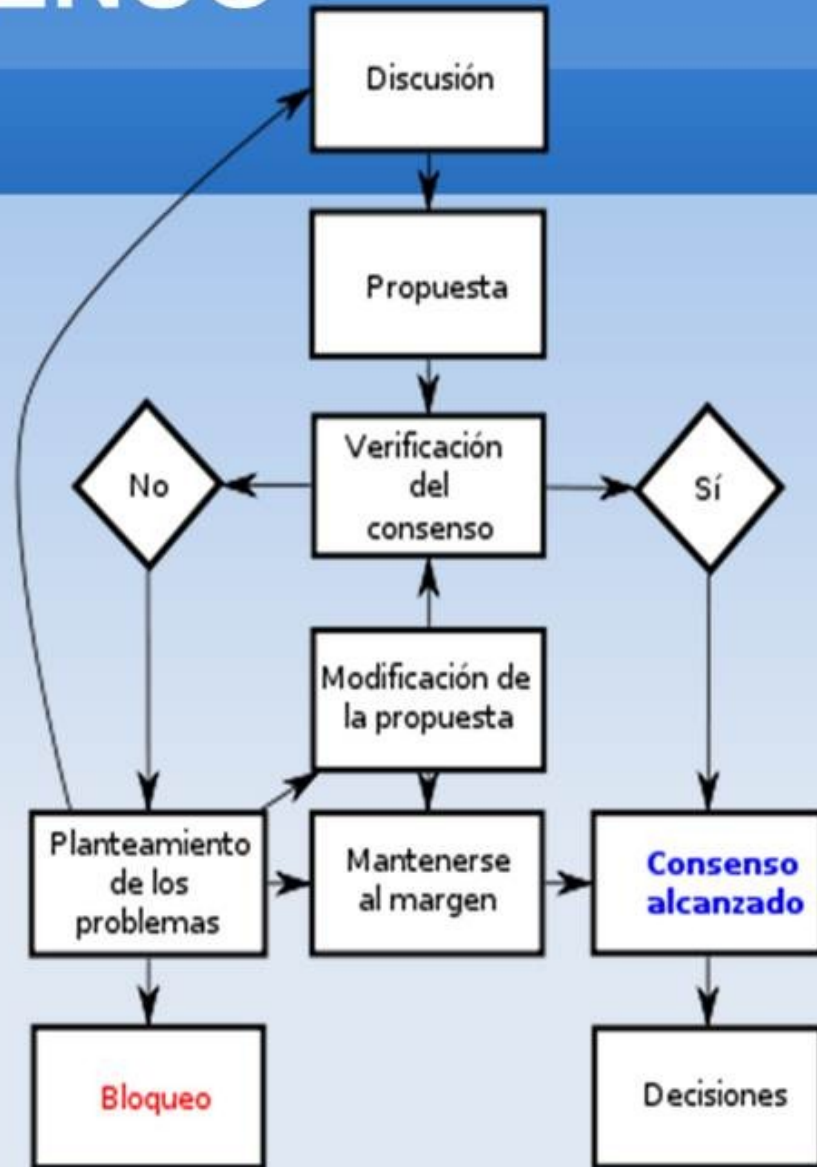 Discusión
Propuesta
Verificación
del
consenso
No
Sí
Modificación de
la propuesta
Planteamiento
de los
problemas
Mantenerse
al margen
Consenso
alcanzado
Bloqueo
Decisiones